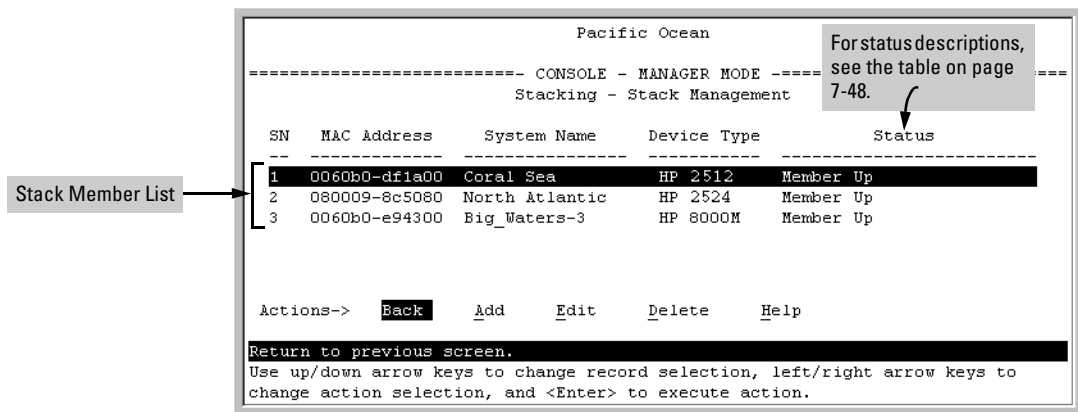 Pacific Ocean
For status descriptions,
see the table on page
7-48.
==========================- CONSOLE - MANAGER MODE -==========================
Stacking - Stack Management
SN MAC Address System Name Device Type Status
-- ------------- ---------------- ----------- -------------------------
Stack Member List
1 0060b0-df1a00 Coral Sea HP 2512 Member Up
2 080009-8c5080 North Atlantic HP 2524 Member Up
3 0060b0-e94300 Big_Waters-3 HP 8000M Member Up
Actions-> Back Add Edit Delete Help
Return to previous screen.
Use up/down arrow keys to change record selection, left/right arrow keys to
change action selection, and <Enter> to execute action.